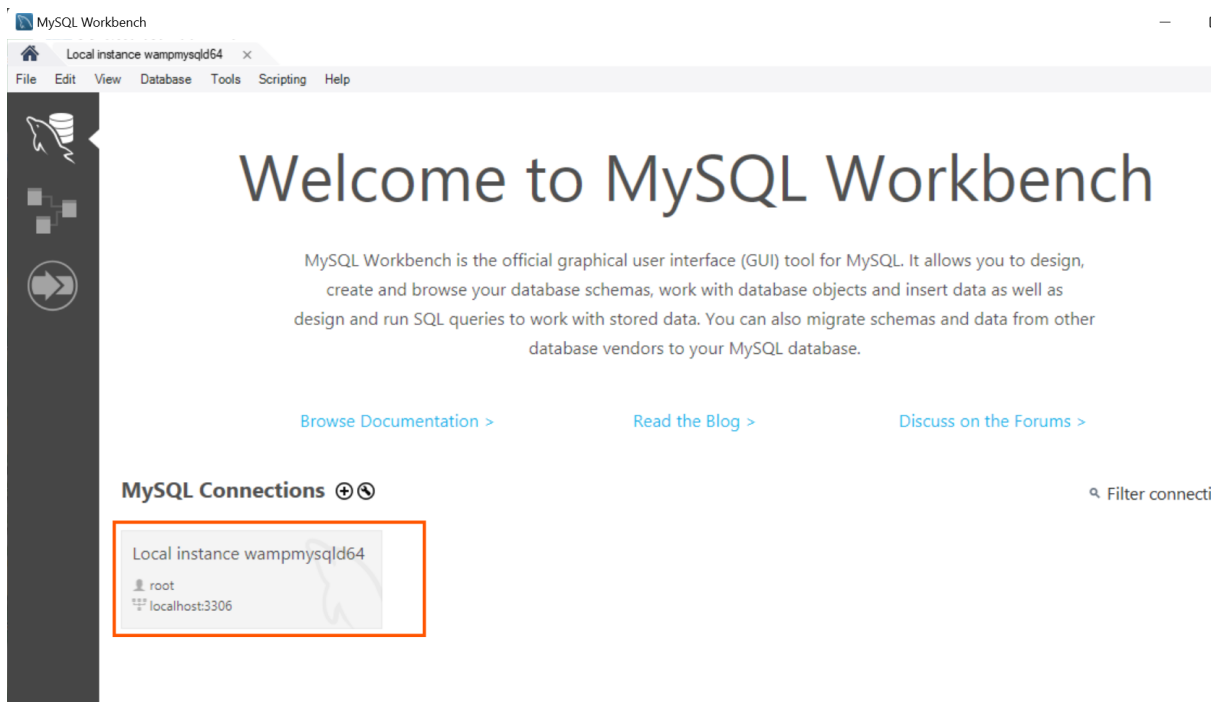 MySQL Workbench
Local instance wampmysqld64 ×
File Edit View Database Tools Scripting Help
Welcome to MySQL Workbench
MySQL Workbench is the official graphical user interface (GUI) tool for MySQL. It allows you to design,
create and browse your database schemas, work with database objects and insert data as well as
design and run SQL queries to work with stored data. You can also migrate schemas and data from other
database vendors to your MySQL database.
Browse Documentation > Read the Blog > Discuss on the Forums >
MySQL Connections
Filter connecti
Local instance wampmysqld64
root
localhost:3306